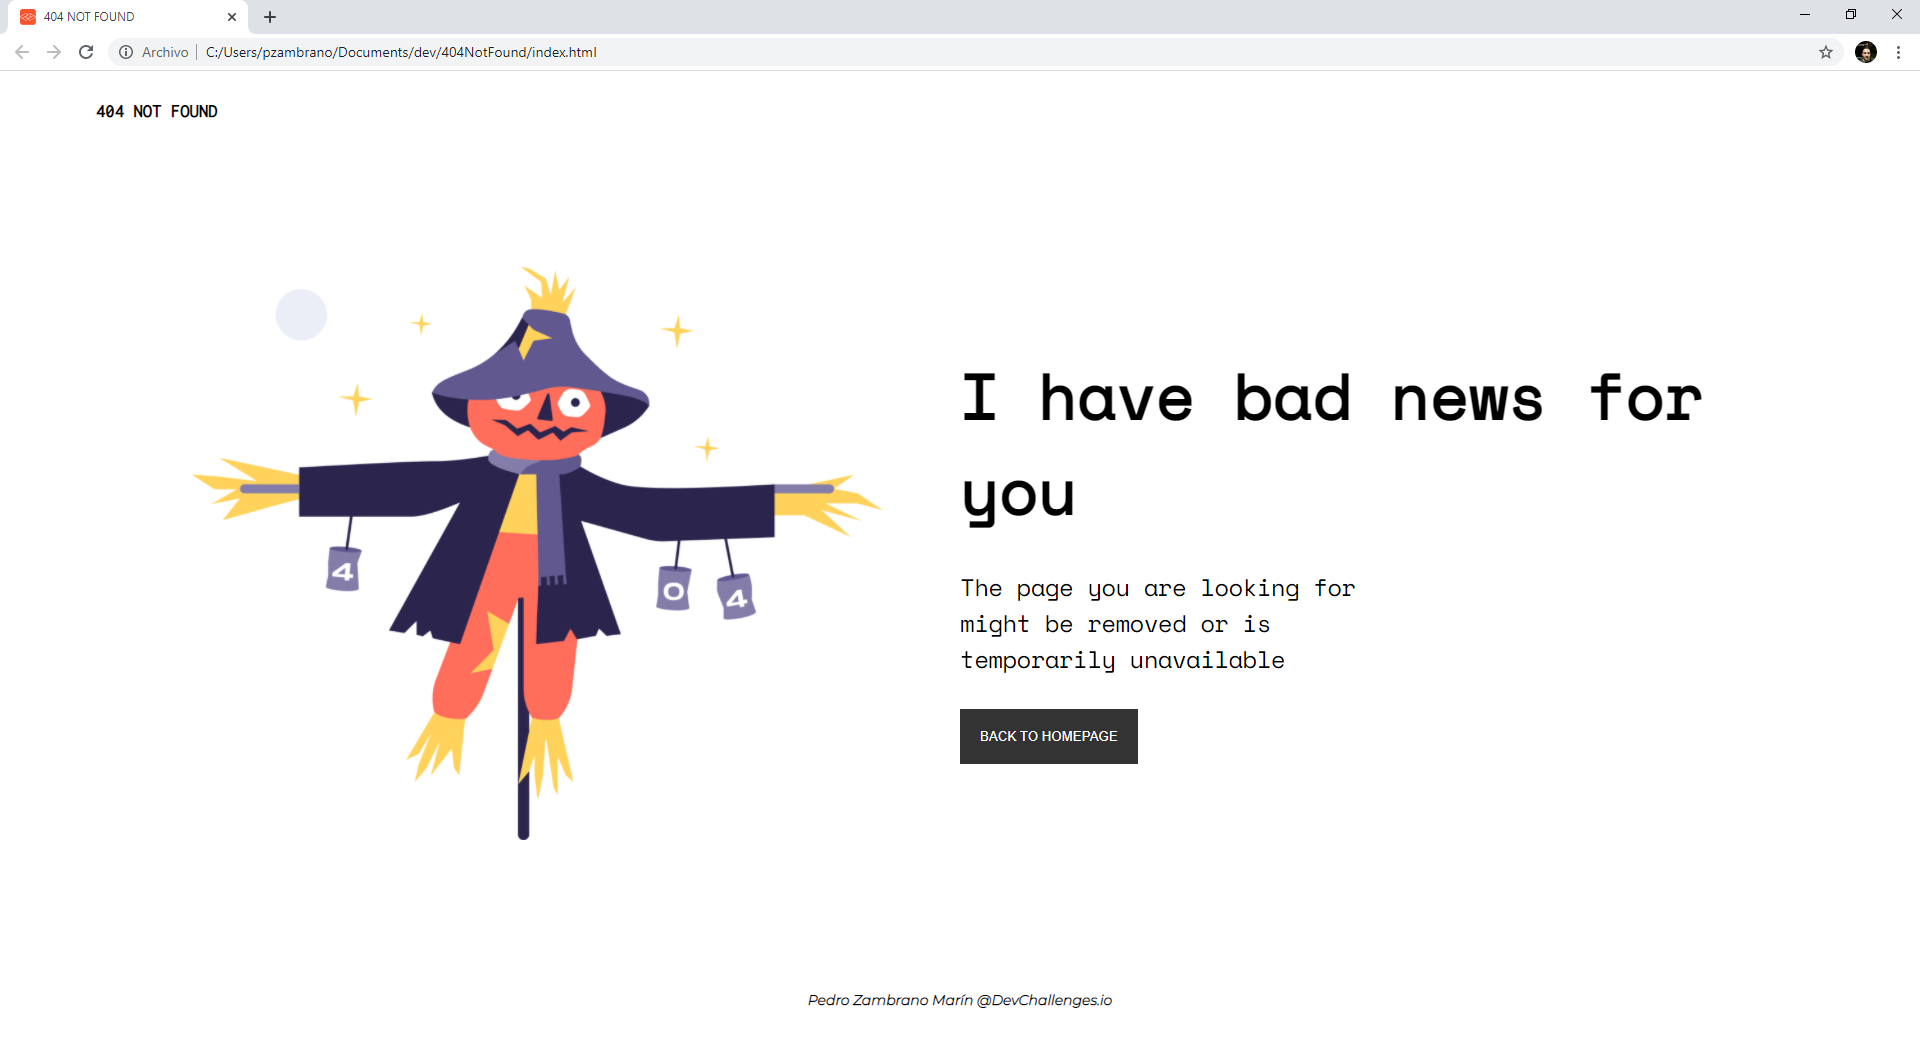 404 NOT FOUND
Archivo C:/Users/pzambrano/Documents/dev/404NotFound/index.html
404 NOT FOUND
I have bad news for
you
4
0
4
The page you are looking for
might be removed or is
temporarily unavailable
BACK TO HOMEPAGE
Pedro Zambrano Marín @DevChallenges.io